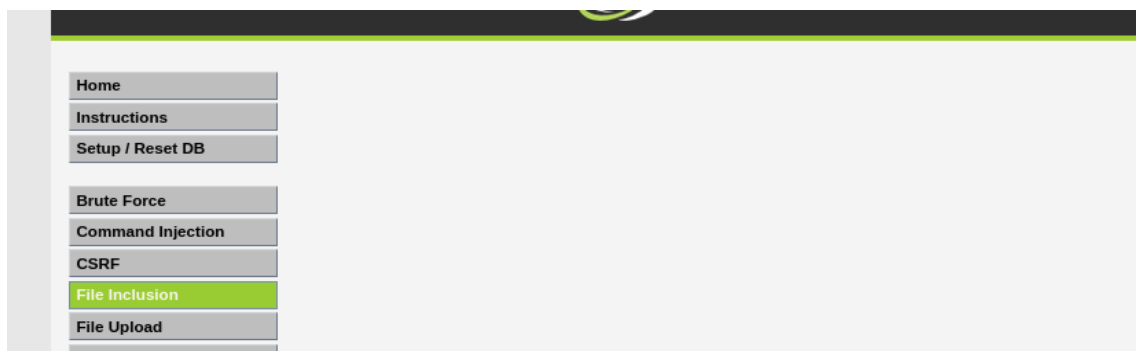 Home
Instructions
Setup / Reset DB
Brute Force
Command Injection
CSRF
File Inclusion
File Upload